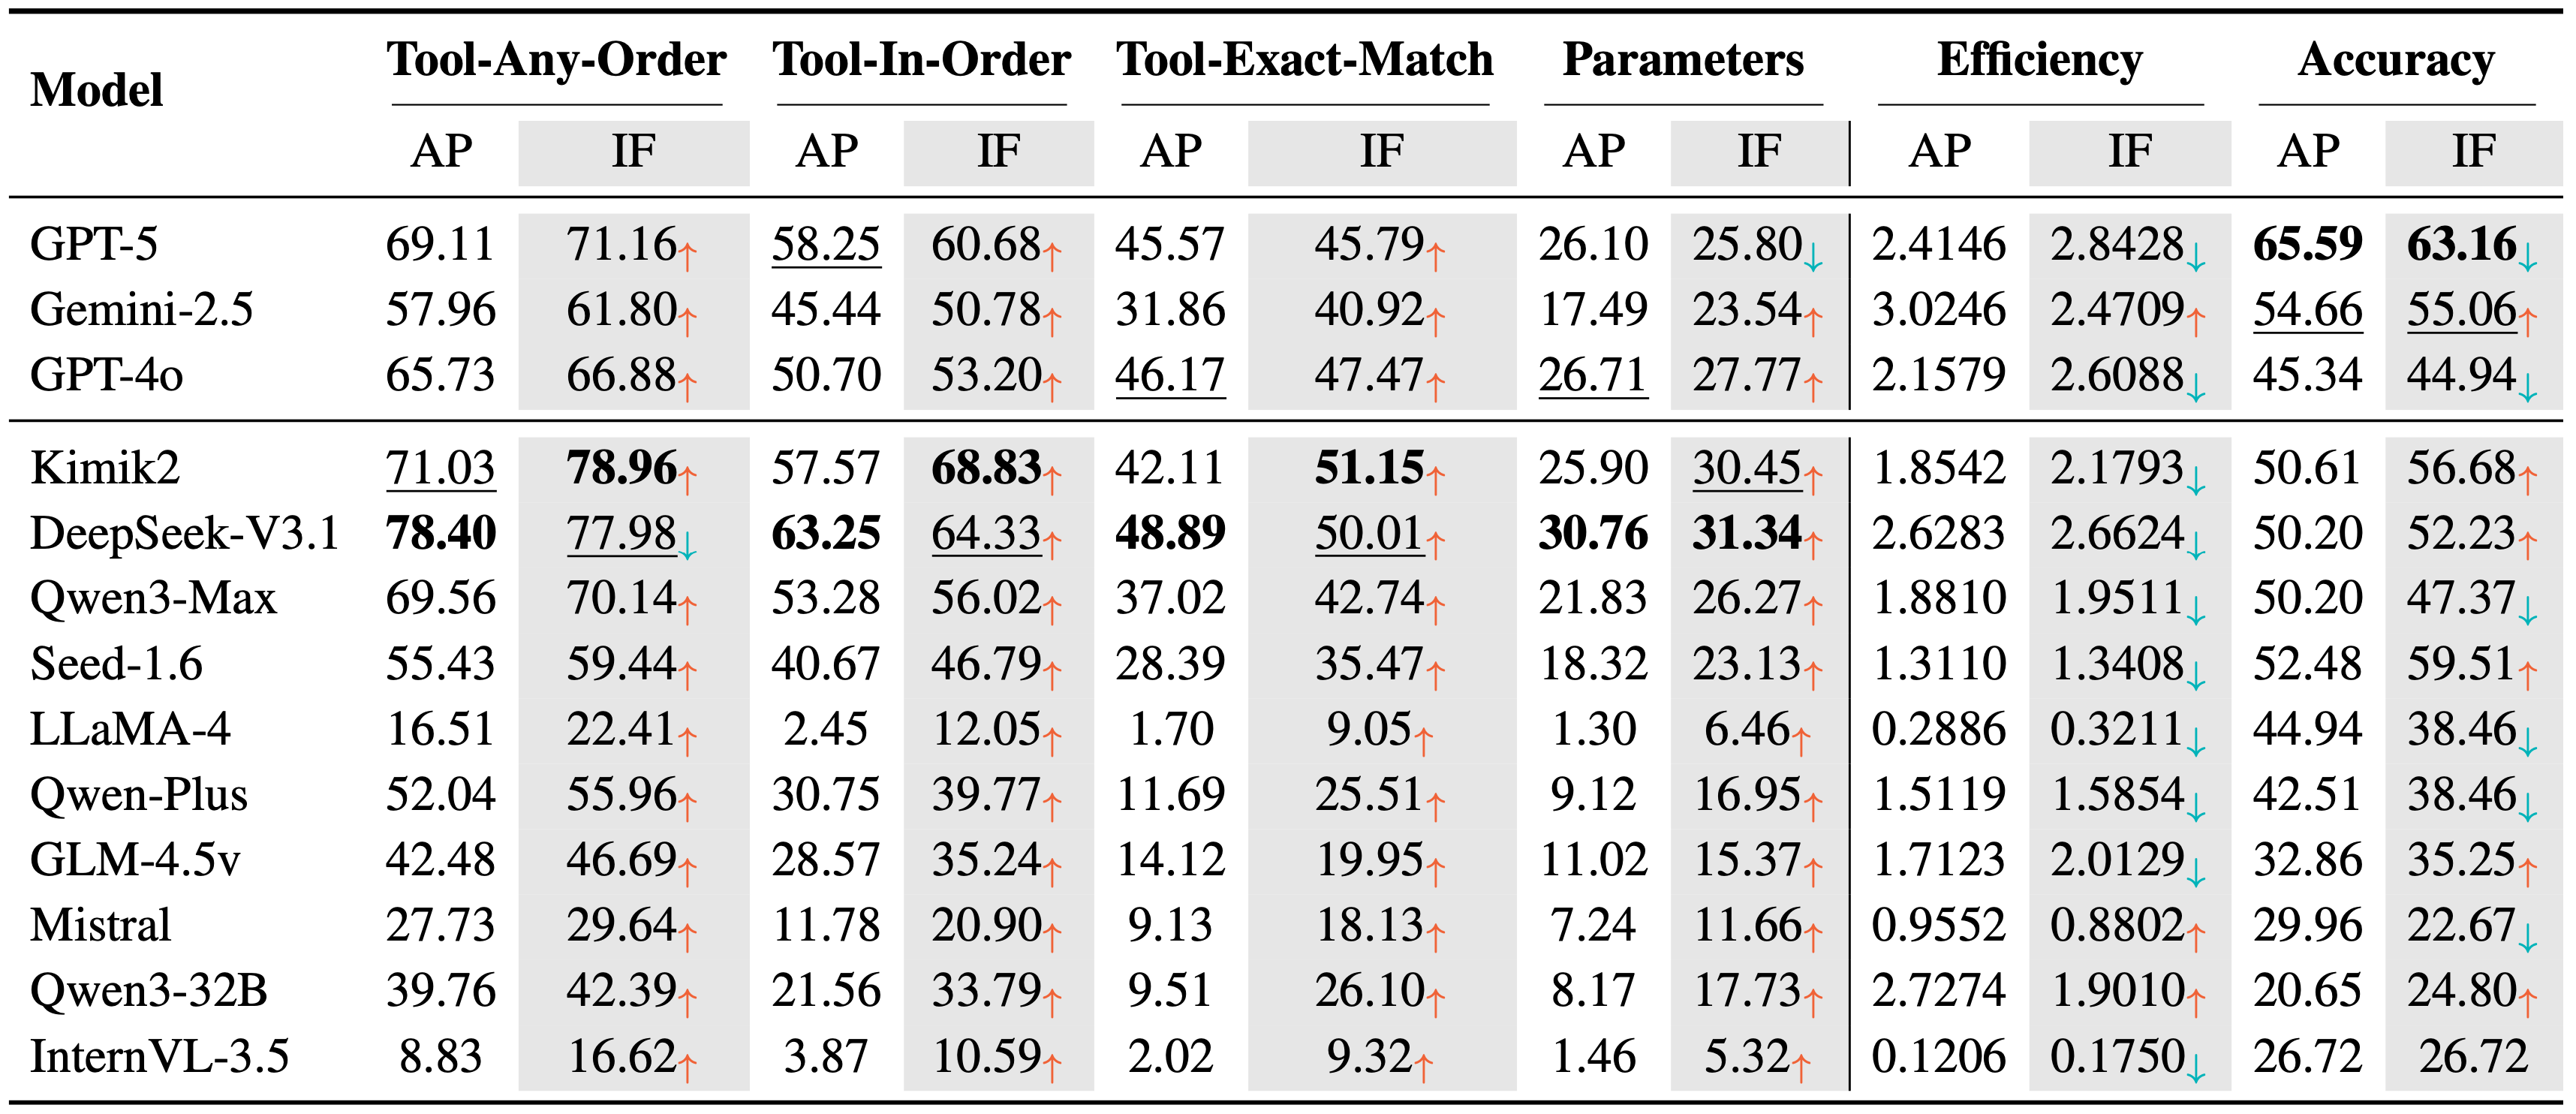 Model Tool-Any-Order Tool-In-Order Tool-Exact-Match Parameters Efficiency Accuracy
AP IF AP IF AP IF AP IF AP IF AP IF
GPT-5 69.11 71.16↑ 58.25 60.68↑ 45.57 45.79↑ 26.10 25.80↓ 2.4146 2.8428↓ 65.59 63.16↓
Gemini-2.5 57.96 61.80↑ 45.44 50.78↑ 31.86 40.92↑ 17.49 23.54↑ 3.0246 2.4709↑ 54.66 55.06↑
GPT-4o 65.73 66.88↑ 50.70 53.20↑ 46.17 47.47↑ 26.71 27.77↑ 2.1579 2.6088↓ 45.34 44.94↓
Kimik2 71.03 78.96↑ 57.57 68.83↑ 42.11 51.15↑ 25.90 30.45↑ 1.8542 2.1793↓ 50.61 56.68↑
DeepSeek-V3.1 78.40 77.98↓ 63.25 64.33↑ 48.89 50.01↑ 30.76 31.34↑ 2.6283 2.6624↓ 50.20 52.23↑
Qwen3-Max 69.56 70.14↑ 53.28 56.02↑ 37.02 42.74↑ 21.83 26.27↑ 1.8810 1.9511↓ 50.20 47.37↓
Seed-1.6 55.43 59.44↑ 40.67 46.79↑ 28.39 35.47↑ 18.32 23.13↑ 1.3110 1.3408↓ 52.48 59.51↑
LLaMA-4 16.51 22.41↑ 2.45 12.05↑ 1.70 9.05↑ 1.30 6.46↑ 0.2886 0.3211↓ 44.94 38.46↓
Qwen-Plus 52.04 55.96↑ 30.75 39.77↑ 11.69 25.51↑ 9.12 16.95↑ 1.5119 1.5854↓ 42.51 38.46↓
GLM-4.5v 42.48 46.69↑ 28.57 35.24↑ 14.12 19.95↑ 11.02 15.37↑ 1.7123 2.0129↓ 32.86 35.25↑
Mistral 27.73 29.64↑ 11.78 20.90↑ 9.13 18.13↑ 7.24 11.66↑ 0.9552 0.8802↑ 29.96 22.67↓
Qwen3-32B 39.76 42.39↑ 21.56 33.79↑ 9.51 26.10↑ 8.17 17.73↑ 2.7274 1.9010↑ 20.65 24.80↑
InternVL-3.5 8.83 16.62↑ 3.87 10.59↑ 2.02 9.32↑ 1.46 5.32↑ 0.1206 0.1750↓ 26.72 26.72